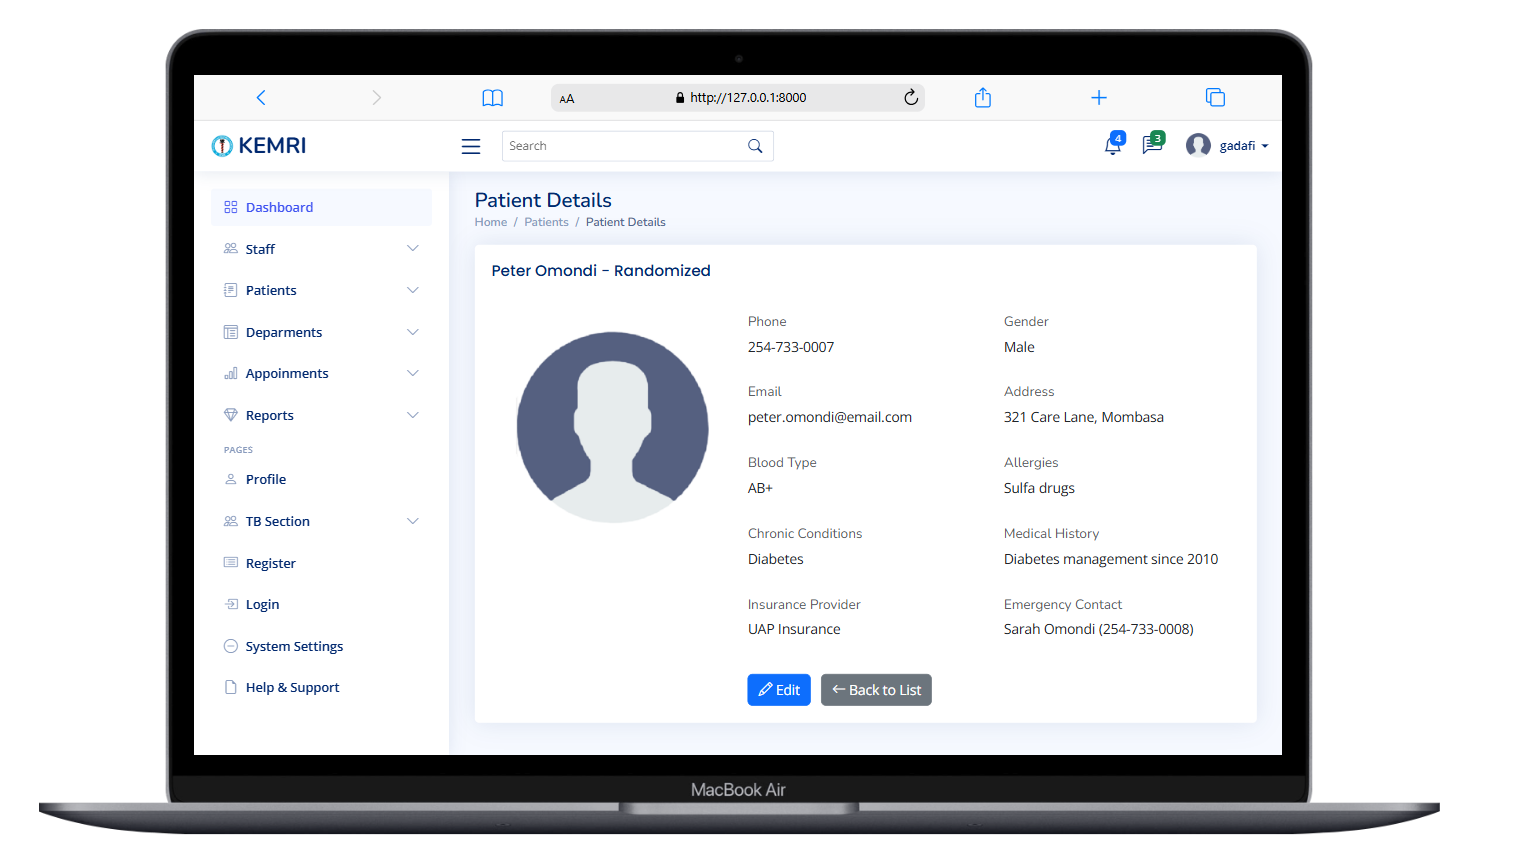 AA http://127.0.0.1:8000
KEMRI
Search
4
3
gadafi
Dashboard
Staff
Patients
Deparments
Appoinments
Reports
PAGES
Profile
TB Section
Register
Login
System Settings
Help & Support
Patient Details
Home / Patients / Patient Details
Peter Omondi - Randomized
Phone
254-733-0007
Gender
Male
Email
peter.omondi@email.com
Address
321 Care Lane, Mombasa
Blood Type
AB+
Allergies
Sulfa drugs
Chronic Conditions
Diabetes
Medical History
Diabetes management since 2010
Insurance Provider
UAP Insurance
Emergency Contact
Sarah Omondi (254-733-0008)
Edit
Back to List
MacBook Air